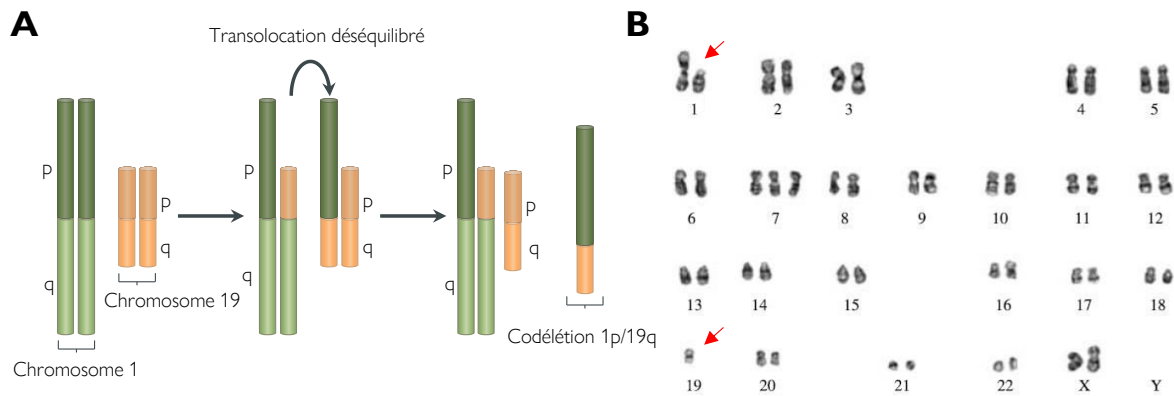 A
Transolocation déséquilibré
p
p
q
q
Chromosome 19
Chromosome 1
p
p
q
q
p
p
q
q
Codélétion 1p/19q
B
1 2 3 4 5
6 7 8 9 10 11 12
13 14 15 16 17 18
19 20 21 22 X Y